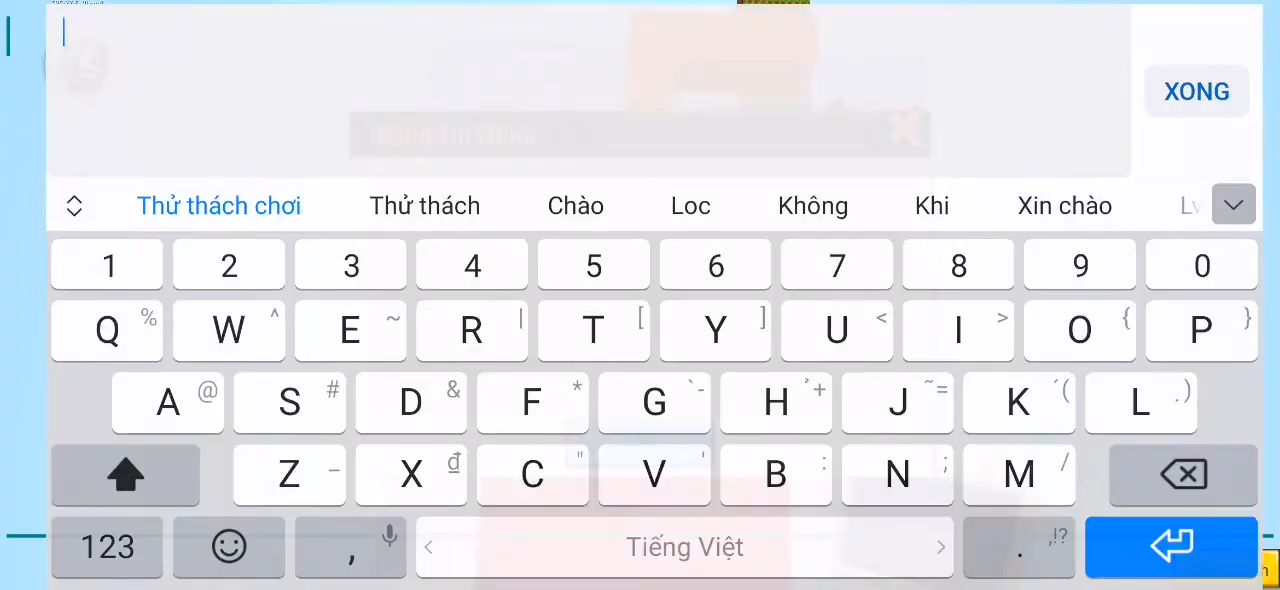 XONG
Thử thách chơi Thử thách Chào Loc Không Khi Xin chào
1 2 3 4 5 6 7 8 9 0
Q % W ^ E ~ R | T [ Y ] U < I > O { P }
A @ S # D & F * G `- H ̉+ J ˜= K ´( L .)
Z _ X ₫ C " V ' B : N ; M /
123 , < Tiếng Việt > . ,!?